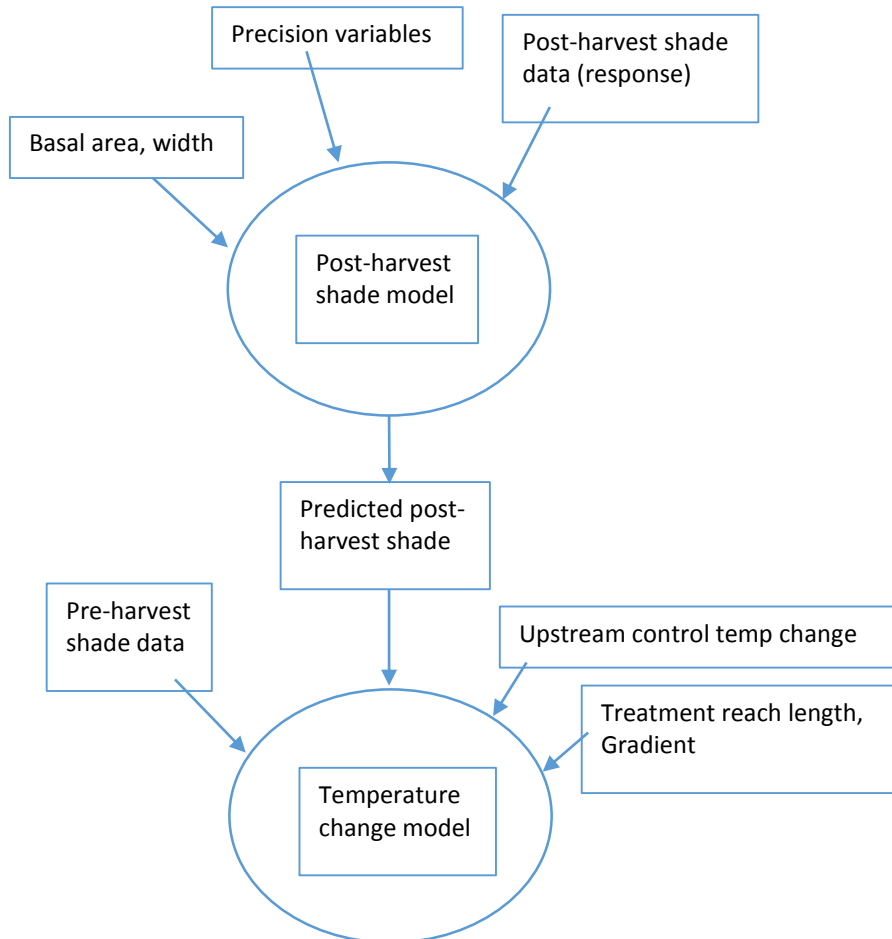 Precision variables
Post-harvest shade
data (response)
Basal area, width
Post-harvest
shade model
Predicted post-
harvest shade
Pre-harvest
shade data
Upstream control temp change
Treatment reach length,
Gradient
Temperature
change model